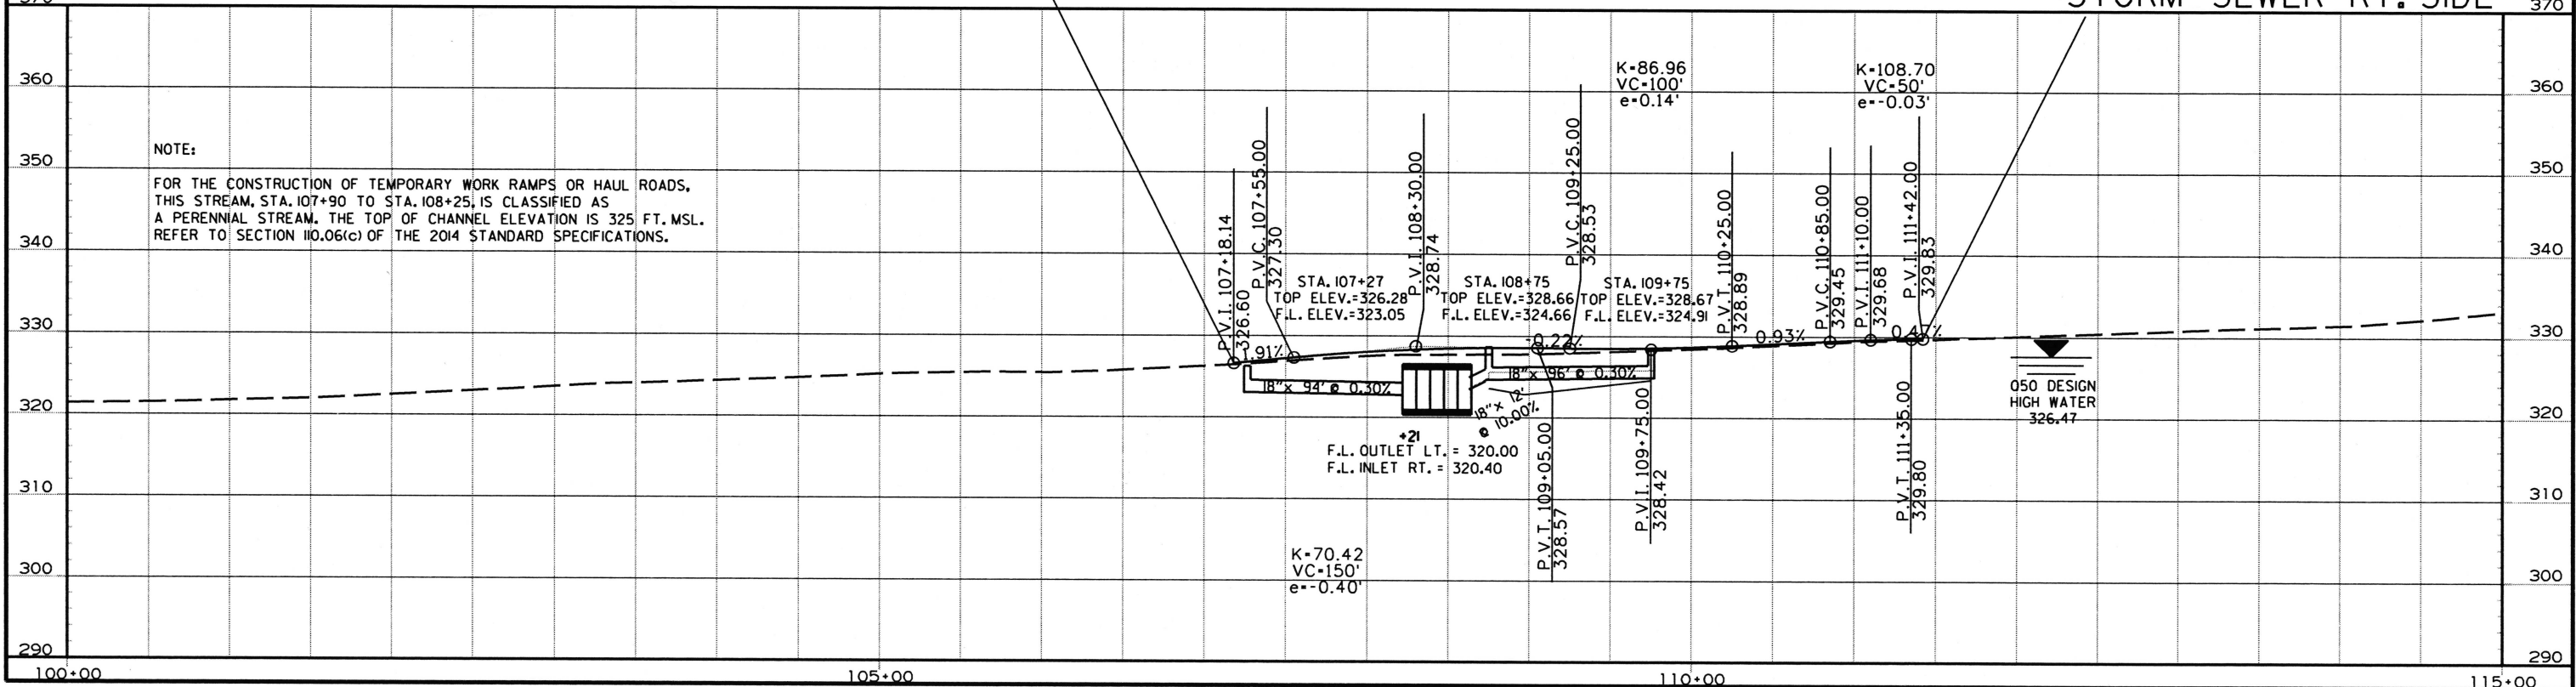 STORM SEWER RT. SIDE
370
370
360
360
350
350
340
340
330
330
320
320
310
310
300
300
290
290
NOTE:
FOR THE CONSTRUCTION OF TEMPORARY WORK RAMPS OR HAUL ROADS,
THIS STREAM, STA. 107+90 TO STA. 108+25, IS CLASSIFIED AS
A PERENNIAL STREAM. THE TOP OF CHANNEL ELEVATION IS 325 FT. MSL.
REFER TO SECTION 110.06(c) OF THE 2014 STANDARD SPECIFICATIONS.
P.V.I. 107+18.14
326.60
P.V.C. 107+55.00
327.30
P.V.I. 108+30.00
328.74
P.V.C. 109+25.00
328.53
K=86.96
VC=100'
e=0.14'
K=108.70
VC=50'
e=-0.03'
P.V.T. 110+25.00
328.89
P.V.C. 110+85.00
329.45
P.V.I. 111+10.00
329.68
P.V.I. 111+42.00
329.83
STA. 107+27
TOP ELEV.=326.28
F.L. ELEV.=323.05
STA. 108+75
TOP ELEV.=328.66
F.L. ELEV.=324.66
STA. 109+75
TOP ELEV.=328.67
F.L. ELEV.=324.91
1.91%
-0.22%
0.93%
0.47%
18" x 94' @ 0.30%
18" x 96' @ 0.30%
18" x 12'
@ 10.00%
+21
F.L. OUTLET LT. = 320.00
F.L. INLET RT. = 320.40
P.V.T. 109+05.00
328.57
P.V.I. 109+75.00
328.42
P.V.T. 111+35.00
329.80
Q50 DESIGN
HIGH WATER
326.47
K=70.42
VC=150'
e=-0.40'
100+00
105+00
110+00
115+00